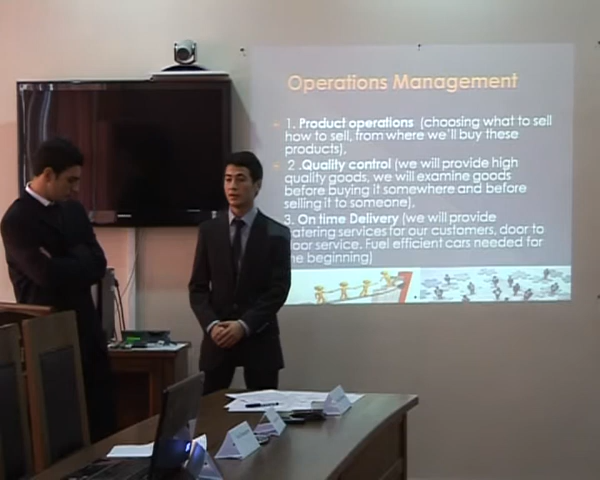 Operations Management
1. Product operations (choosing what to sell
how to sell, from where we'll buy these
products),
2 .Quality control (we will provide high
quality goods, we will examine goods
before buying it somewhere and before
selling it to someone),
3. On time Delivery (we will provide
atering services for our customers, door to
oor service. Fuel efficient cars needed for
he beginning)